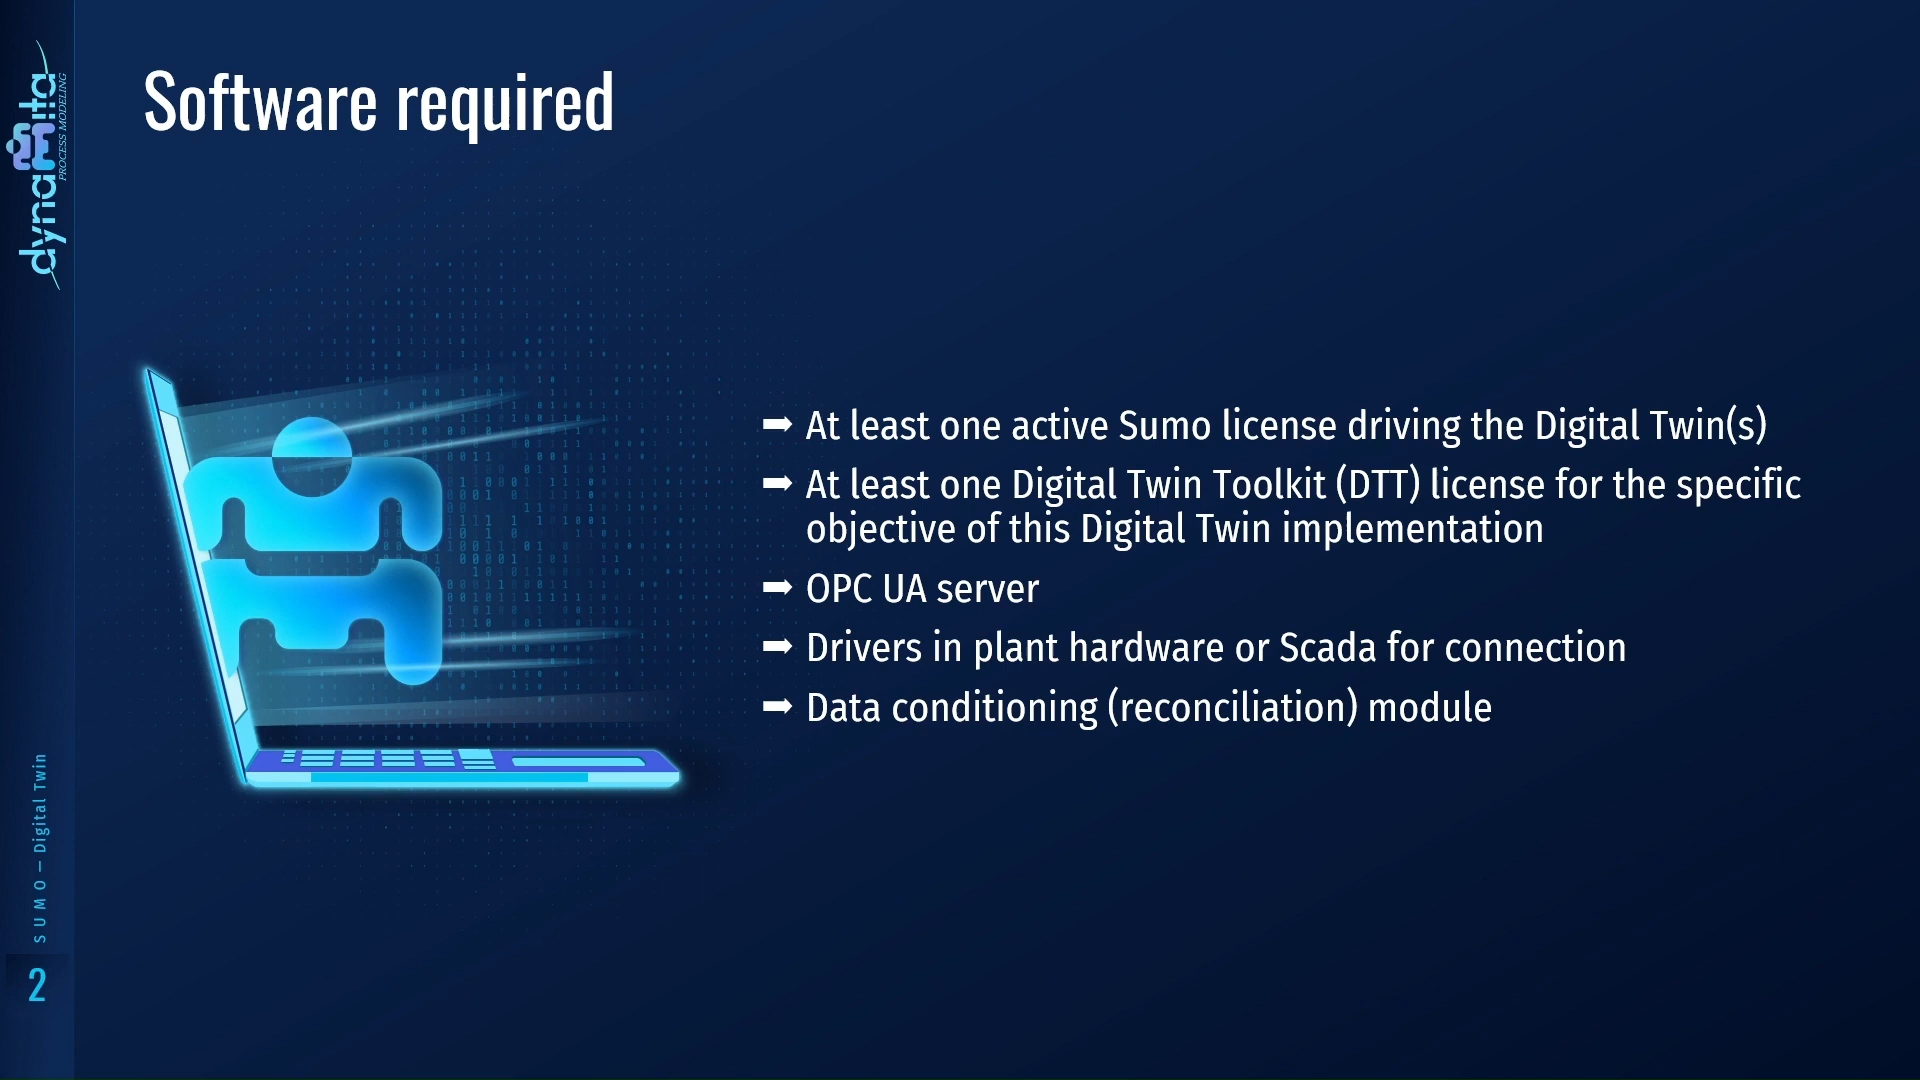 Software required
➡ At least one active Sumo license driving the Digital Twin(s)
➡ At least one Digital Twin Toolkit (DTT) license for the specific
objective of this Digital Twin implementation
➡ OPC UA server
➡ Drivers in plant hardware or Scada for connection
➡ Data conditioning (reconciliation) module
dynamita
PROCESS MODELING
SUMO – Digital Twin
2